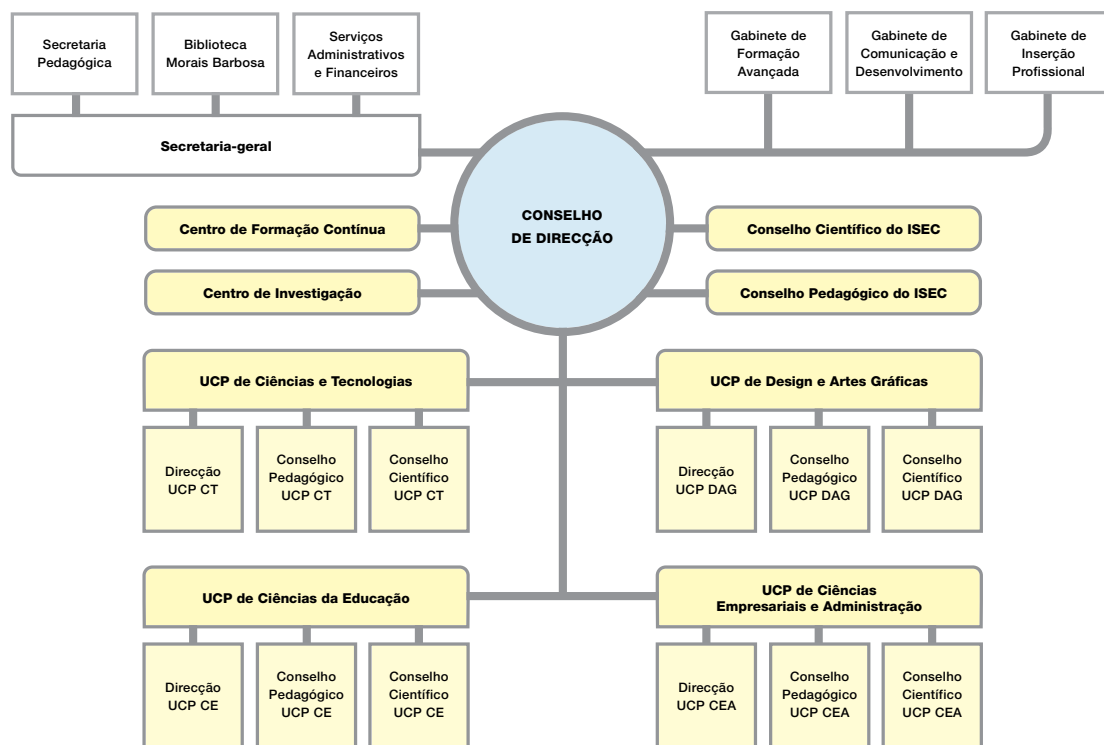 Secretaria
Pedagógica
Biblioteca
Morais Barbosa
Serviços
Administrativos
e Financeiros
Gabinete de
Formação
Avançada
Gabinete de
Comunicação e
Desenvolvimento
Gabinete de
Inserção
Profissional
Secretaria-geral
CONSELHO
DE DIRECÇÃO
Centro de Formação Contínua
Conselho Científico do ISEC
Centro de Investigação
Conselho Pedagógico do ISEC
UCP de Ciências e Tecnologias
UCP de Design e Artes Gráficas
Direcção
UCP CT
Conselho
Pedagógico
UCP CT
Conselho
Científico
UCP CT
Direcção
UCP DAG
Conselho
Pedagógico
UCP DAG
Conselho
Científico
UCP DAG
UCP de Ciências da Educação
UCP de Ciências
Empresariais e Administração
Direcção
UCP CE
Conselho
Pedagógico
UCP CE
Conselho
Científico
UCP CE
Direcção
UCP CEA
Conselho
Pedagógico
UCP CEA
Conselho
Científico
UCP CEA